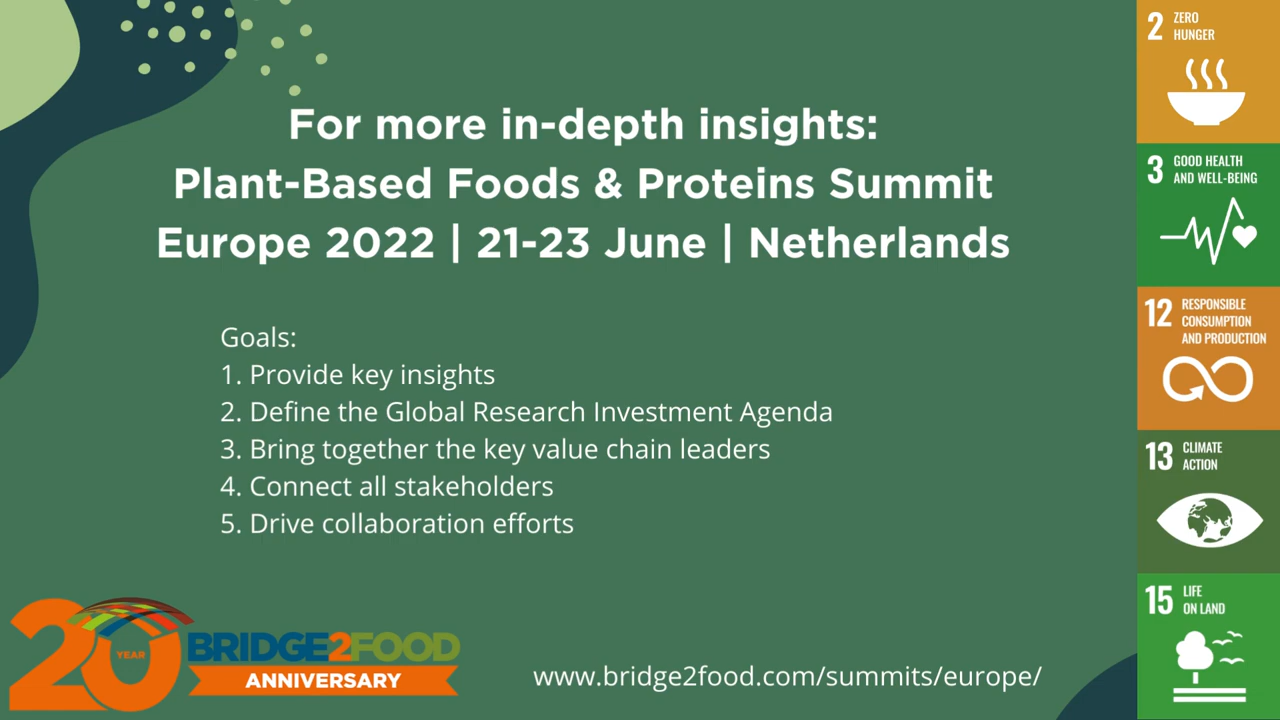 For more in-depth insights:
Plant-Based Foods & Proteins Summit
Europe 2022 | 21-23 June | Netherlands
Goals:
1. Provide key insights
2. Define the Global Research Investment Agenda
3. Bring together the key value chain leaders
4. Connect all stakeholders
5. Drive collaboration efforts
20
YEAR
BRIDGE2FOOD
ANNIVERSARY
www.bridge2food.com/summits/europe/
2 ZERO
HUNGER
3 GOOD HEALTH
AND WELL-BEING
12 RESPONSIBLE
CONSUMPTION
AND PRODUCTION
13 CLIMATE
ACTION
15 LIFE
ON LAND